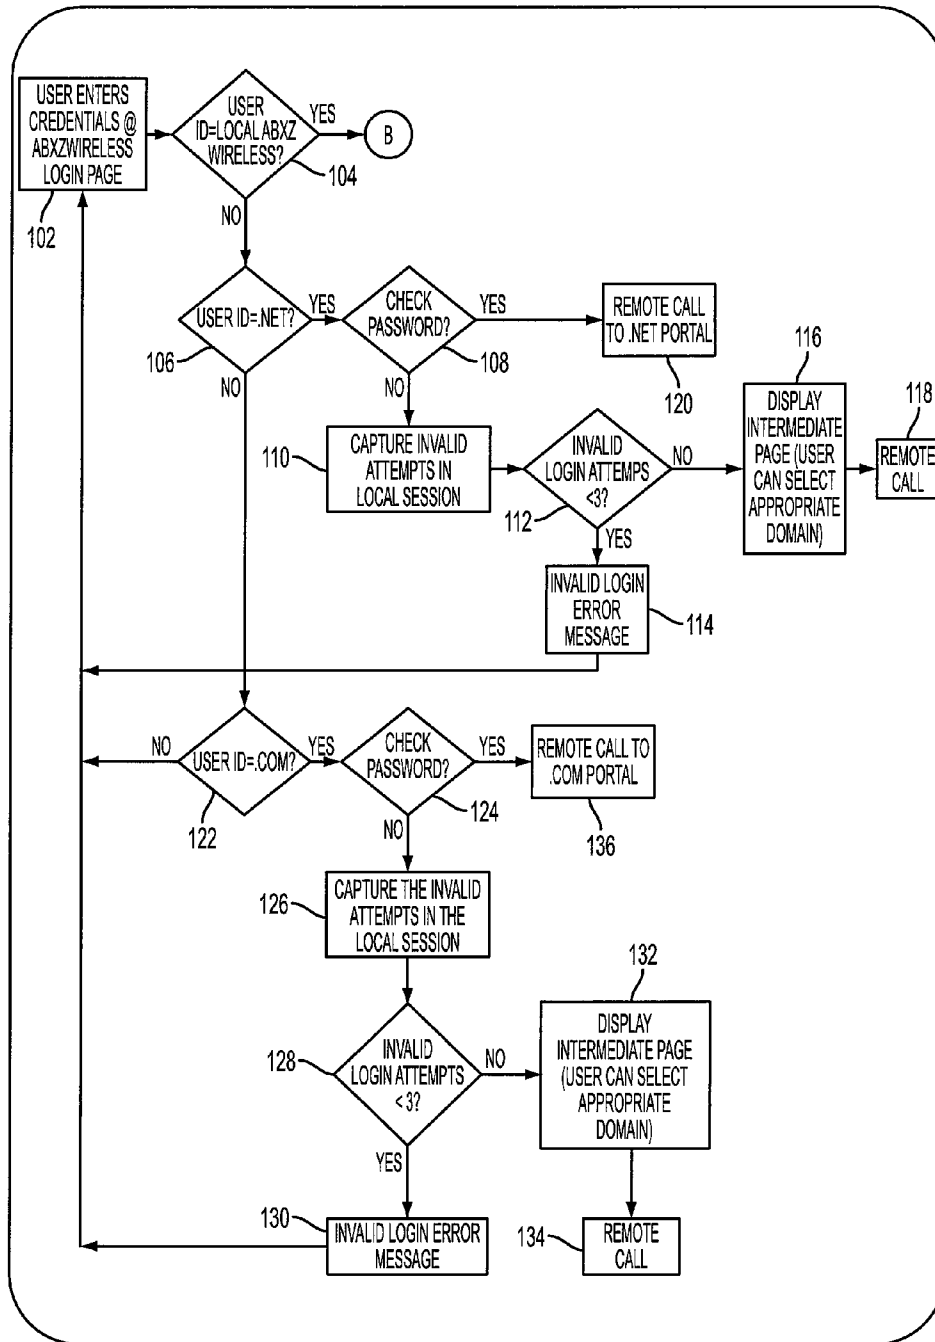 USER ENTERS
CREDENTIALS @
ABXZWIRELESS
LOGIN PAGE
102
USER
ID=LOCAL ABXZ
WIRELESS?
104
YES
B
NO
USER ID=.NET?
106
YES
CHECK
PASSWORD?
108
YES
REMOTE CALL
TO .NET PORTAL
120
NO
NO
110
CAPTURE INVALID
ATTEMPTS IN
LOCAL SESSION
INVALID
LOGIN ATTEMPS
<3?
112
NO
116
DISPLAY
INTERMEDIATE
PAGE (USER
CAN SELECT
APPROPRIATE
DOMAIN)
118
REMOTE
CALL
YES
INVALID LOGIN
ERROR
MESSAGE
114
NO
USER ID=.COM?
122
YES
CHECK
PASSWORD?
124
YES
REMOTE CALL TO
.COM PORTAL
136
NO
126
CAPTURE THE INVALID
ATTEMPTS IN THE
LOCAL SESSION
128
INVALID
LOGIN ATTEMPTS
< 3?
NO
132
DISPLAY
INTERMEDIATE PAGE
(USER CAN SELECT
APPROPRIATE
DOMAIN)
YES
130
INVALID LOGIN ERROR
MESSAGE
134
REMOTE
CALL